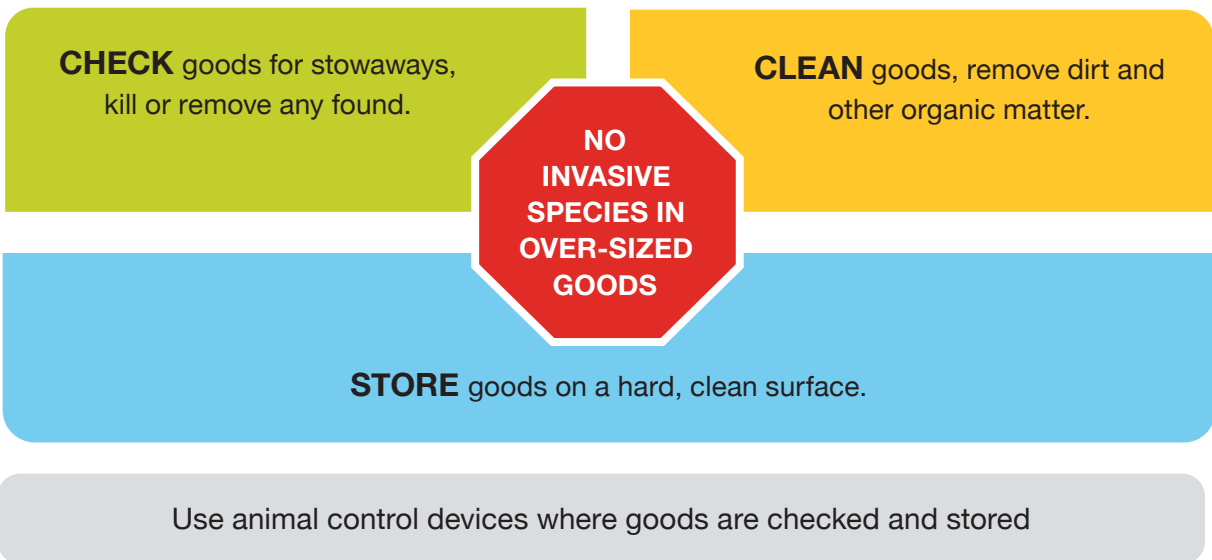 CHECK goods for stowaways,
kill or remove any found.
CLEAN goods, remove dirt and
other organic matter.
NO
INVASIVE
SPECIES IN
OVER-SIZED
GOODS
STORE goods on a hard, clean surface.
Use animal control devices where goods are checked and stored